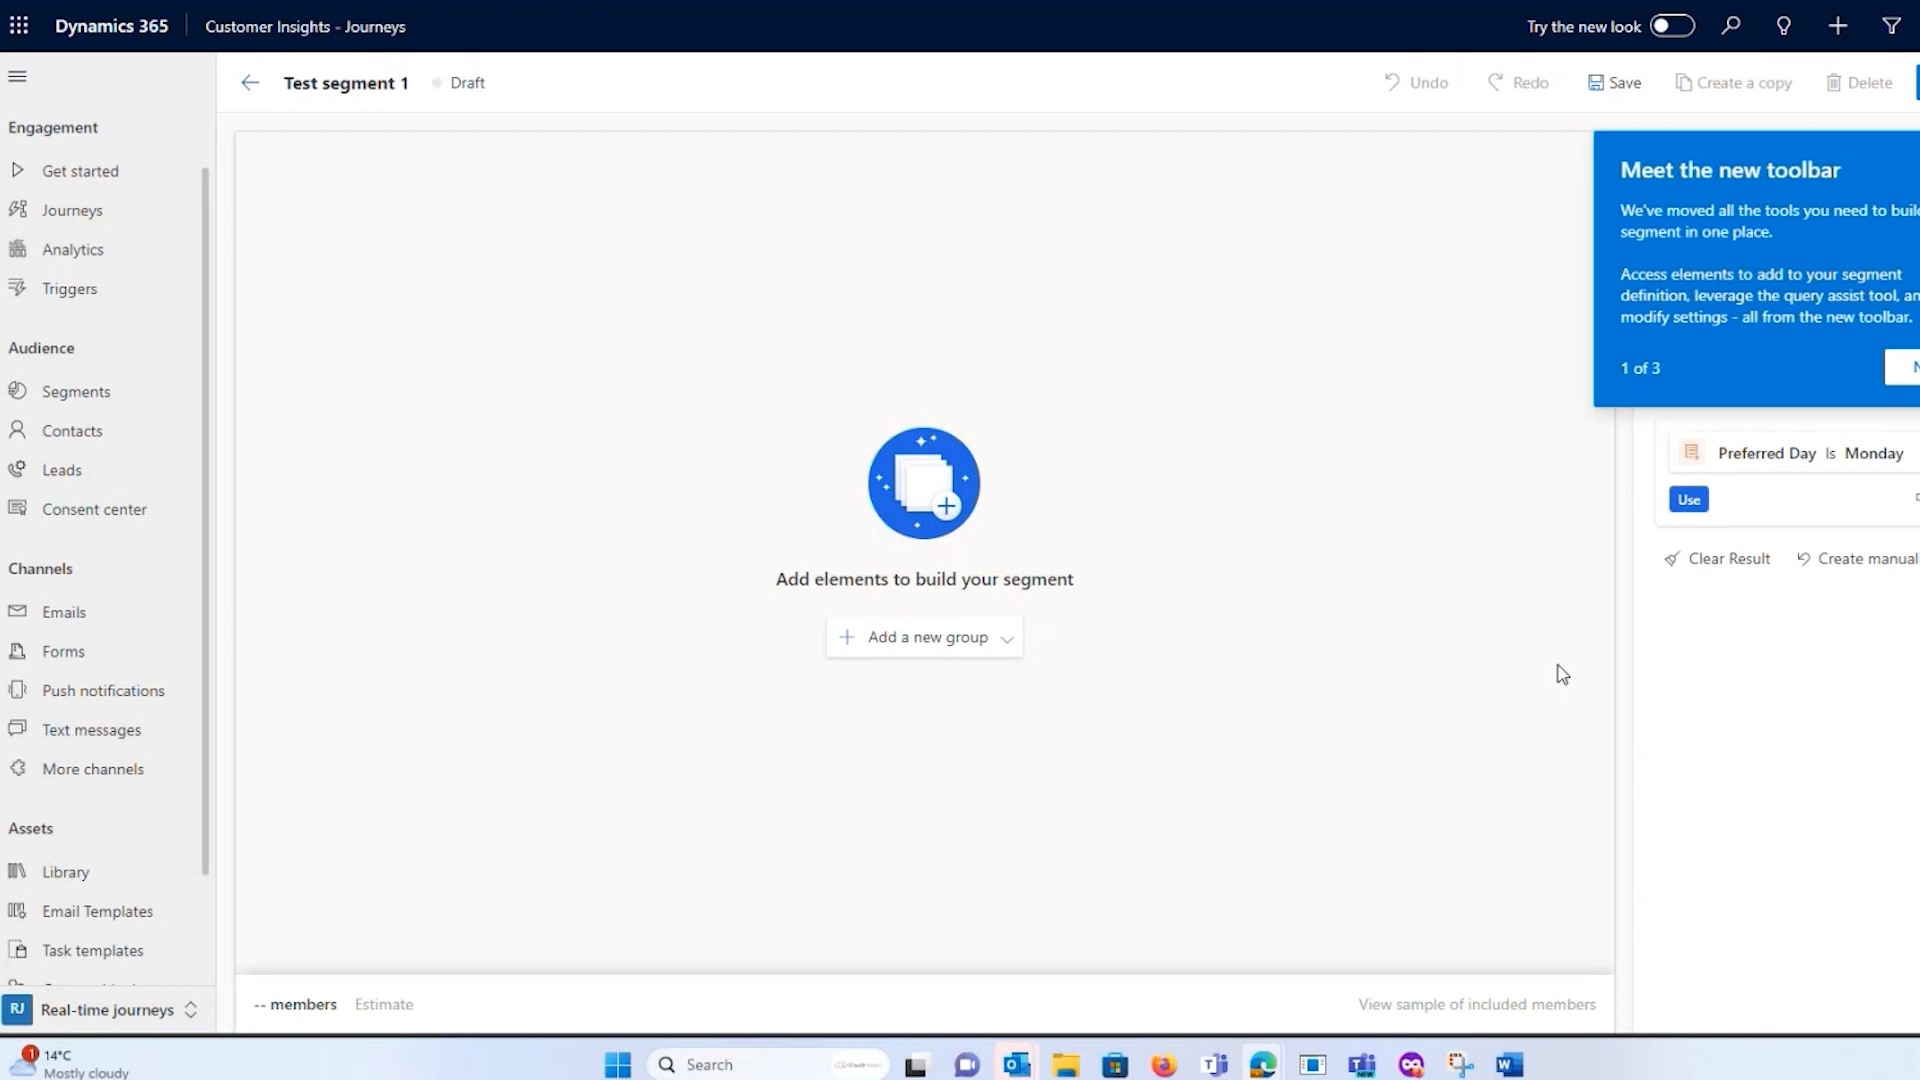 Dynamics 365
Customer Insights - Journeys
Try the new look
Test segment 1
Draft
Undo
Redo
Save
Create a copy
Delete
Engagement
Get started
Journeys
Analytics
Triggers
Audience
Segments
Contacts
Leads
Consent center
Channels
Emails
Forms
Push notifications
Text messages
More channels
Assets
Library
Email Templates
Task templates
RJ
Real-time journeys
Add elements to build your segment
Add a new group
-- members
Estimate
View sample of included members
Meet the new toolbar
We've moved all the tools you need to build
segment in one place.
Access elements to add to your segment
definition, leverage the query assist tool, an
modify settings - all from the new toolbar.
1 of 3
N
Preferred Day Is Monday
Use
Clear Result
Create manual
1
14°C
Mostly cloudy
Search
NEW